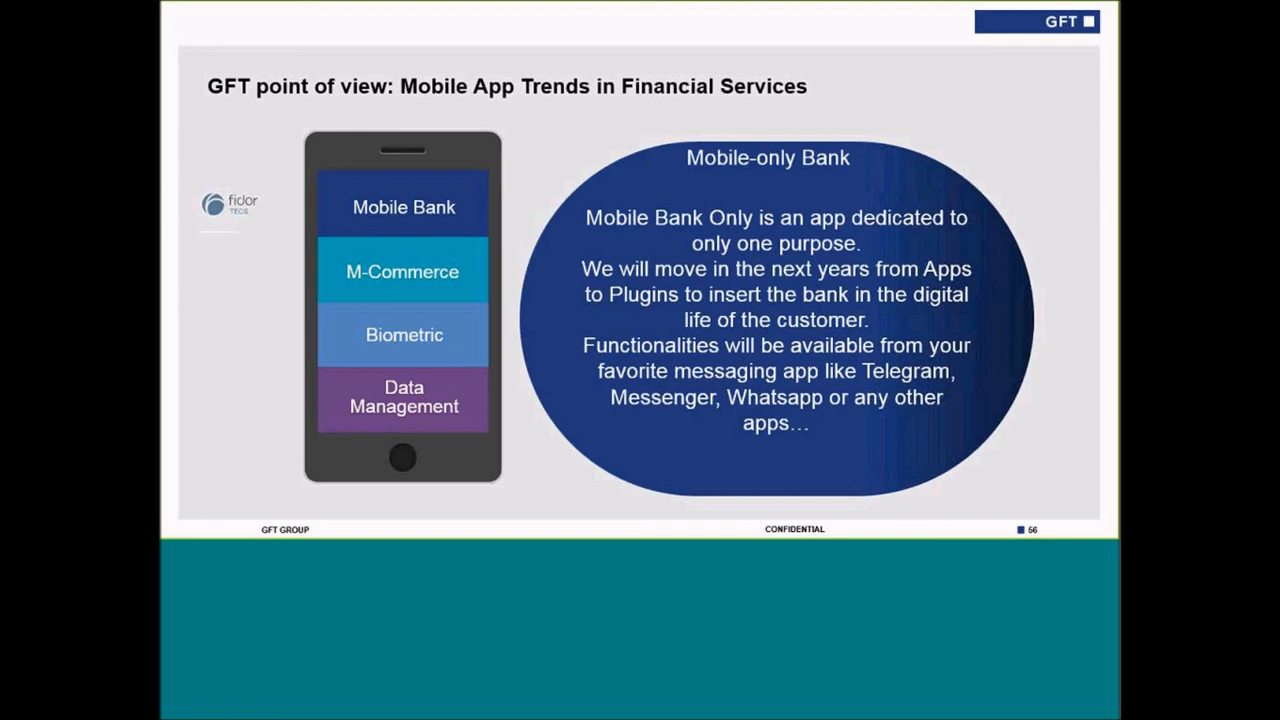 GFT
GFT point of view: Mobile App Trends in Financial Services
fidor
TECS
Mobile Bank
M-Commerce
Biometric
Data
Management
Mobile-only Bank
Mobile Bank Only is an app dedicated to
only one purpose.
We will move in the next years from Apps
to Plugins to insert the bank in the digital
life of the customer.
Functionalities will be available from your
favorite messaging app like Telegram,
Messenger, Whatsapp or any other
apps…
GFT GROUP
CONFIDENTIAL
56